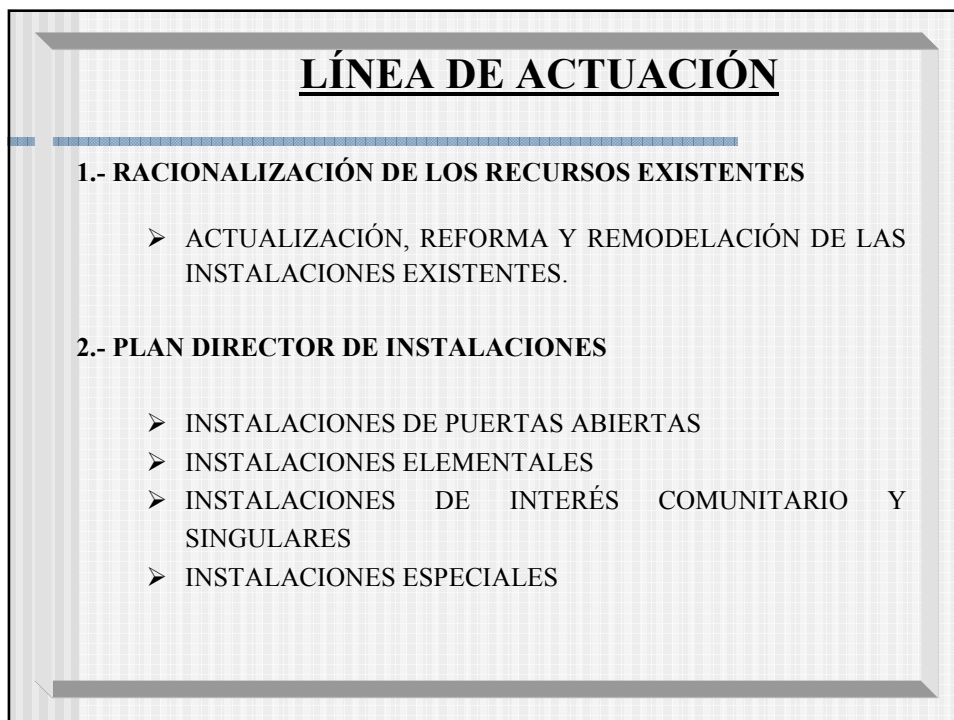 LÍNEA DE ACTUACIÓN
1.- RACIONALIZACIÓN DE LOS RECURSOS EXISTENTES
➢ ACTUALIZACIÓN, REFORMA Y REMODELACIÓN DE LAS
INSTALACIONES EXISTENTES.
2.- PLAN DIRECTOR DE INSTALACIONES
➢ INSTALACIONES DE PUERTAS ABIERTAS
➢ INSTALACIONES ELEMENTALES
➢ INSTALACIONES DE INTERÉS COMUNITARIO Y
SINGULARES
➢ INSTALACIONES ESPECIALES